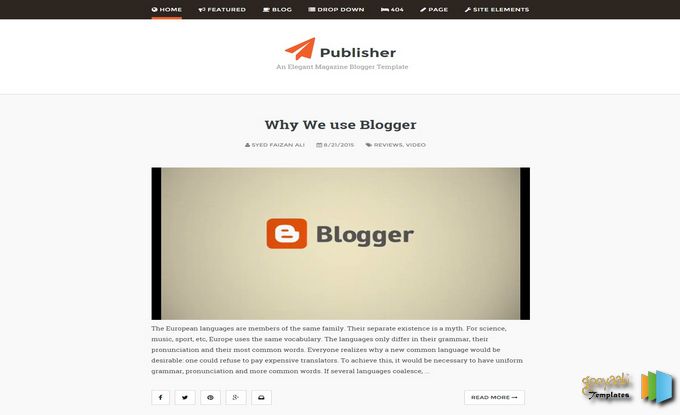 HOME FEATURED BLOG DROP DOWN 404 PAGE SITE ELEMENTS
Publisher
An Elegant Magazine Blogger Template
Why We use Blogger
SYED FAIZAN ALI 8/21/2015 REVIEWS, VIDEO
Blogger
The European languages are members of the same family. Their separate existence is a myth. For science,
music, sport, etc, Europe uses the same vocabulary. The languages only differ in their grammar, their
pronunciation and their most common words. Everyone realizes why a new common language would be
desirable: one could refuse to pay expensive translators. To achieve this, it would be necessary to have uniform
grammar, pronunciation and more common words. If several languages coalesce, ...
READ MORE
gooyaabi
Templates